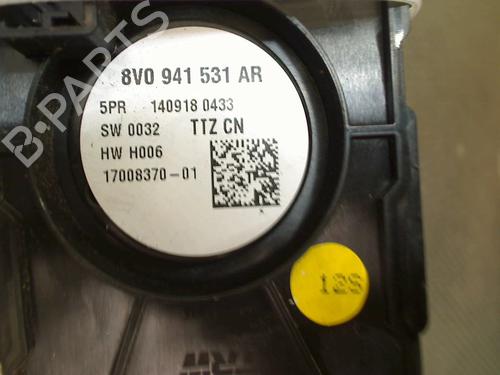 B-PARTS
8V0 941 531 AR
5PR 140918 0433
SW 0032 TTZ CN
HW H006
17008370-01
12S